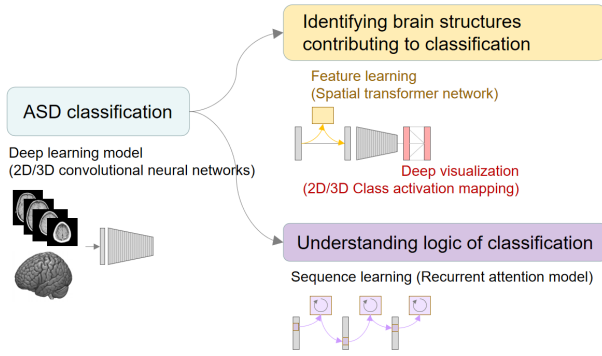 Identifying brain structures
contributing to classification
Feature learning
(Spatial transformer network)
Deep visualization
(2D/3D Class activation mapping)
ASD classification
Deep learning model
(2D/3D convolutional neural networks)
Understanding logic of classification
Sequence learning (Recurrent attention model)